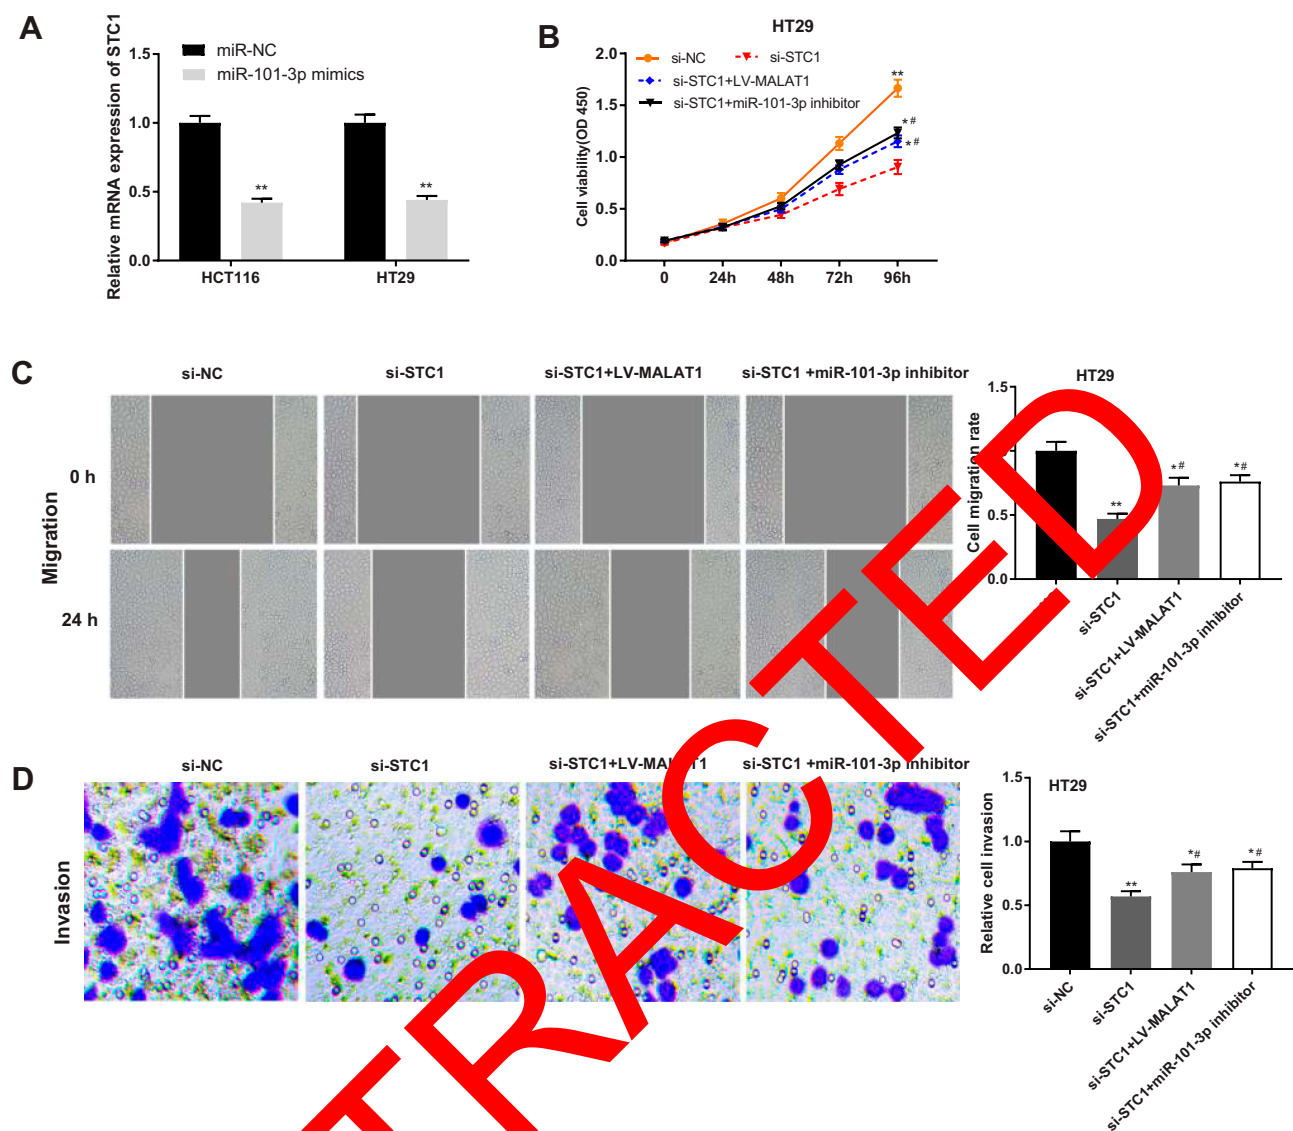 A
Relative mRNA expression of STC1
1.5
1.0
0.5
0.0
miR-NC
miR-101-3p mimics
**
**
HCT116
HT29
B
HT29
Cell viability(OD 450)
2.0
1.5
1.0
0.5
0.0
si-NC
si-STC1
si-STC1+LV-MALAT1
si-STC1+miR-101-3p inhibitor
**
*#
*#
0
24h
48h
72h
96h
C
si-NC
si-STC1
si-STC1+LV-MALAT1
si-STC1 +miR-101-3p inhibitor
Migration
0 h
24 h
HT29
Cell migration rate
1.5
0.5
0.0
**
*#
*#
si-STC1
si-STC1+LV-MALAT1
si-STC1+miR-101-3p inhibitor
D
si-NC
si-STC1
si-STC1+LV-MALAT1
si-STC1 +miR-101-3p inhibitor
Invasion
HT29
Relative cell invasion
1.5
1.0
0.5
0.0
**
*#
*#
si-NC
si-STC1
si-STC1+LV-MALAT1
si-STC1+miR-101-3p inhibitor
TRACTED